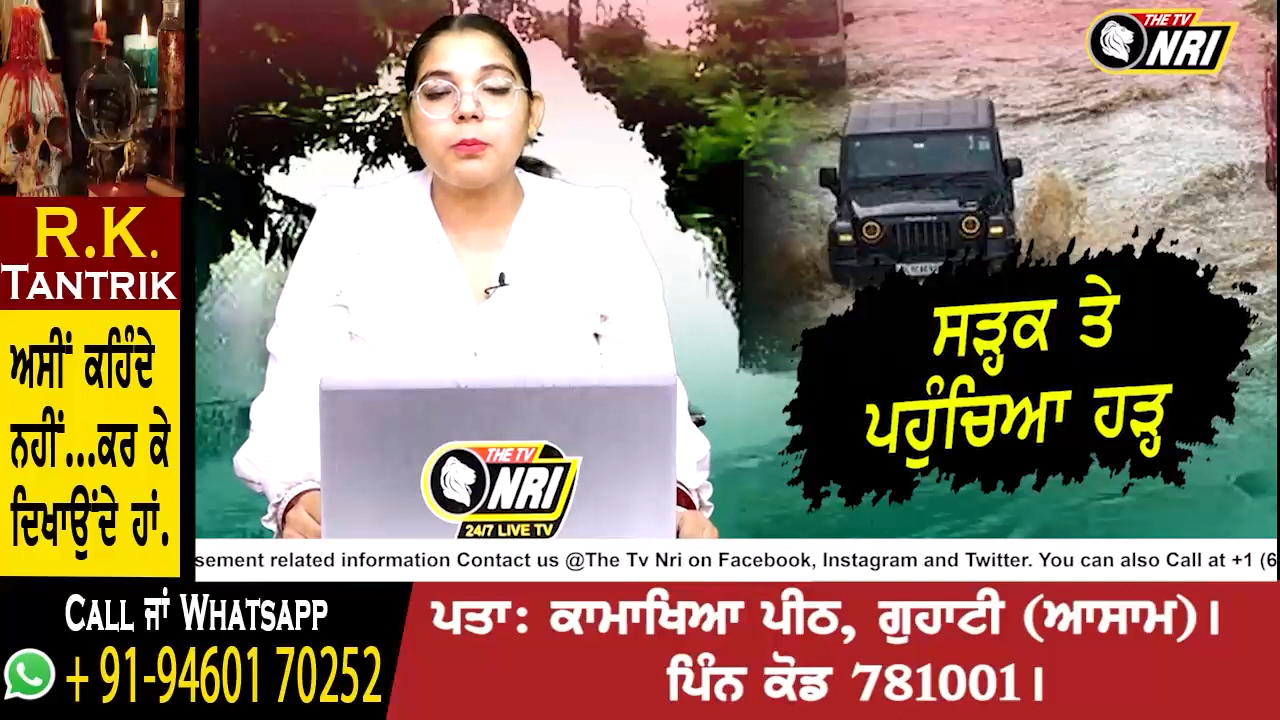 THE TV
NRI
R.K.
TANTRIK
ਅਸੀਂ ਕਹਿੰਦੇ
ਨਹੀਂ...ਕਰ ਕੇ
ਦਿਖਾਉਂਦੇ ਹਾਂ.
ਸੜ੍ਹਕ ਤੇ
ਪਹੁੰਚਿਆ ਹੜ੍ਹ
THE TV
NRI
24/7 LIVE TV
sement related information Contact us @The Tv Nri on Facebook, Instagram and Twitter. You can also Call at +1 (6
CALL ਜਾਂ WHATSAPP
+ 91-94601 70252
ਪਤਾ: ਕਾਮਾਖਿਆ ਪੀਠ, ਗੁਹਾਟੀ (ਆਸਾਮ)।
ਪਿੰਨ ਕੋਡ 781001।